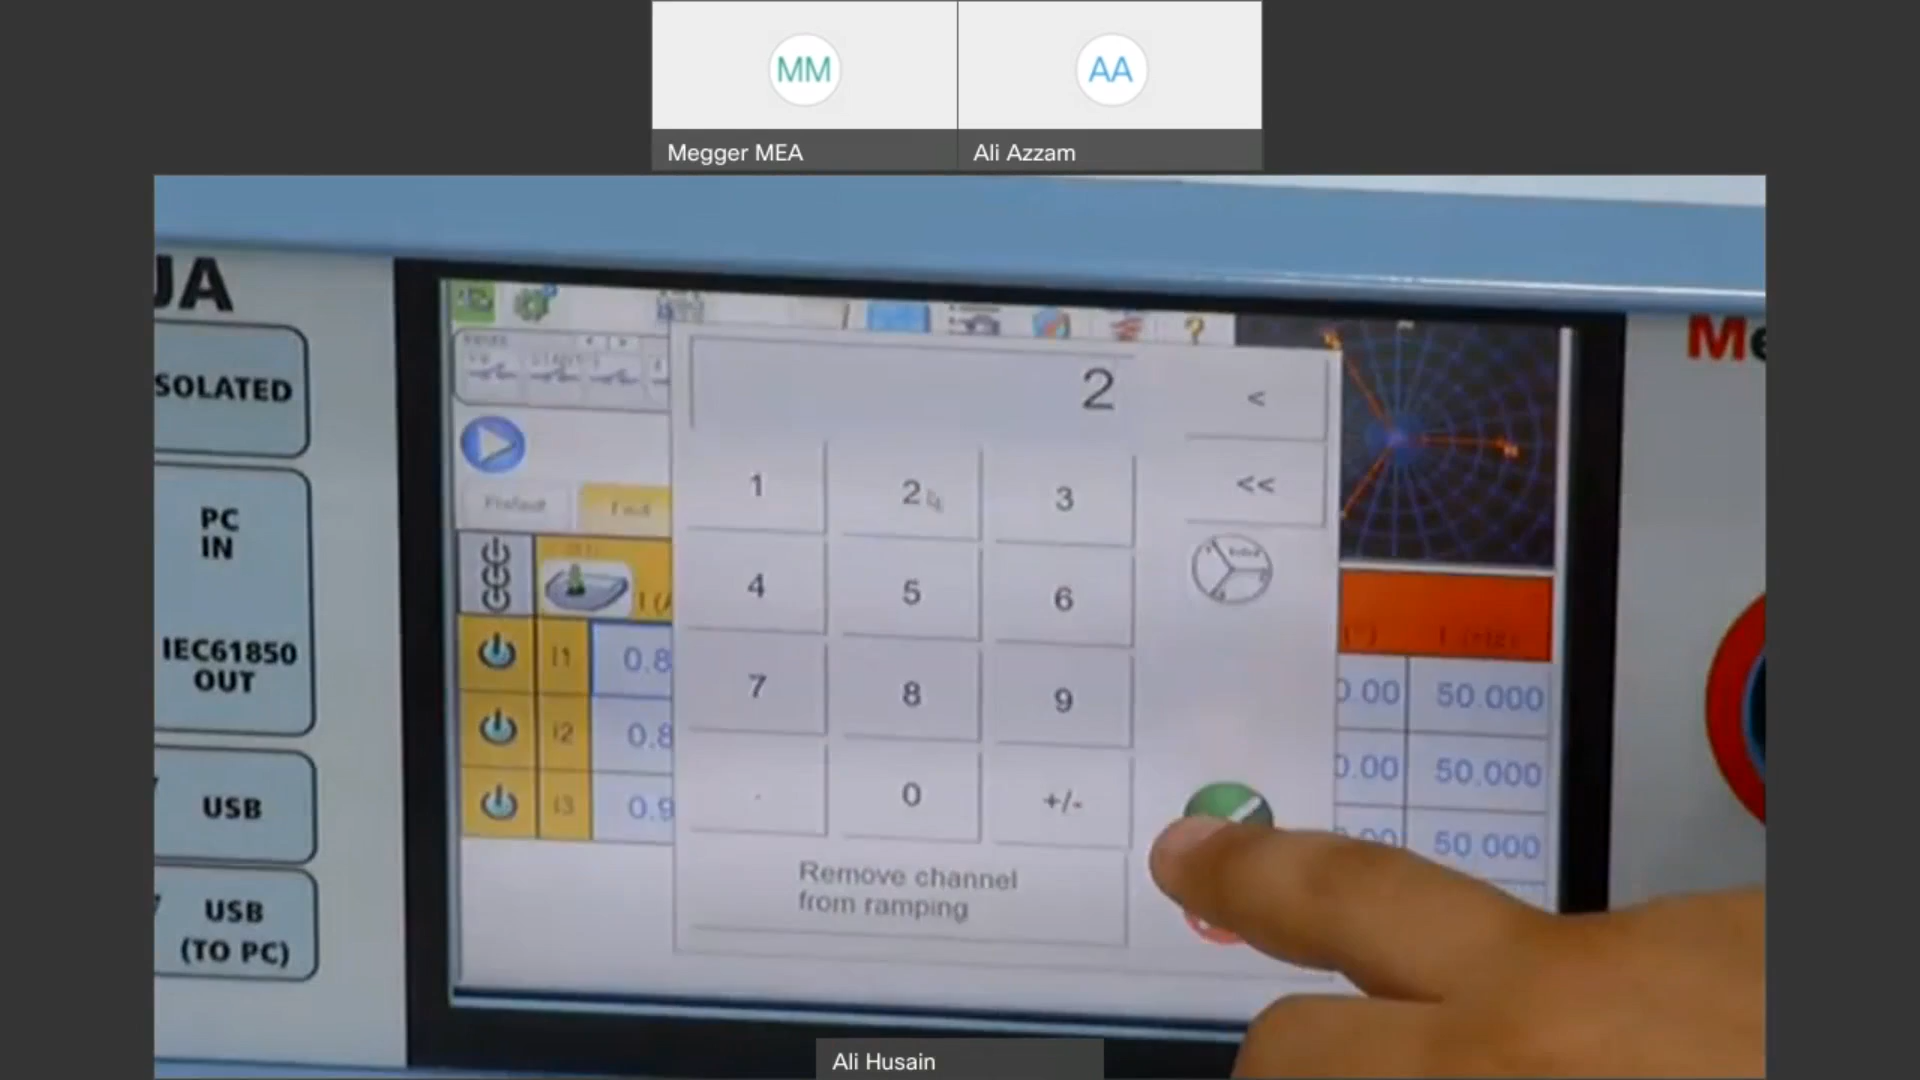 MM
AA
Megger MEA
Ali Azzam
JA
SOLATED
PC
IN
IEC61850
OUT
USB
USB
(TO PC)
Me
?
2
<
1
2
3
<<
4
5
6
7
8
9
.
0
+/-
Remove channel
from ramping
Prefault
I1
0.8
I2
0.8
I3
0.9
0.00
50.000
0.00
50.000
50.000
Ali Husain